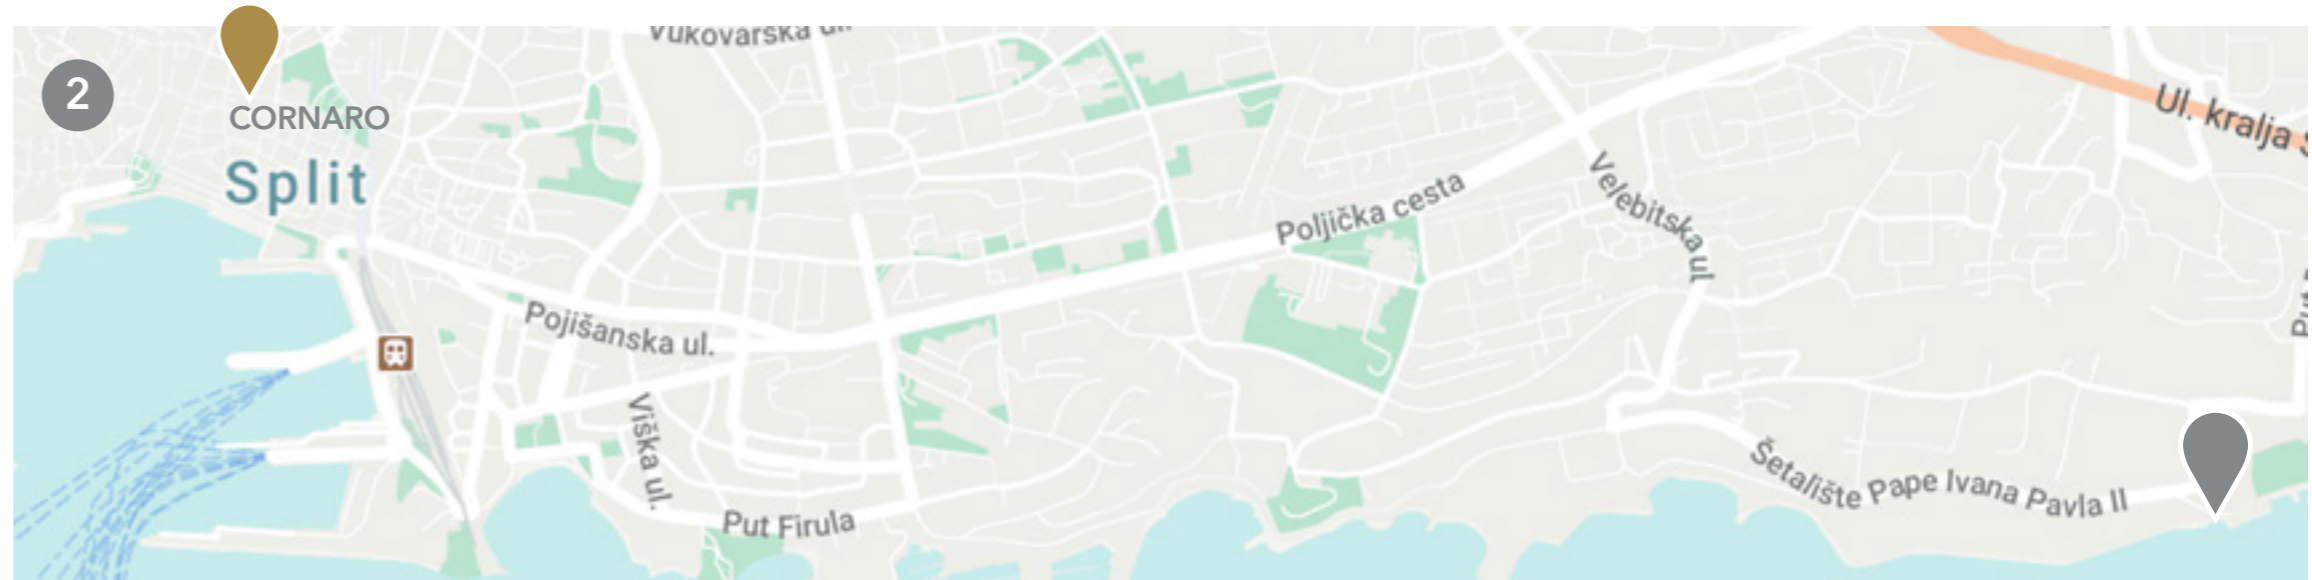 Vukovarska ul.
2
CORNARO
Ul. kralja
Split
Velebitska ul
Poljička cesta
Pojišanska ul.
Put
Viška ul.
Šetalište Pape Ivana Pavla II
Put Firula